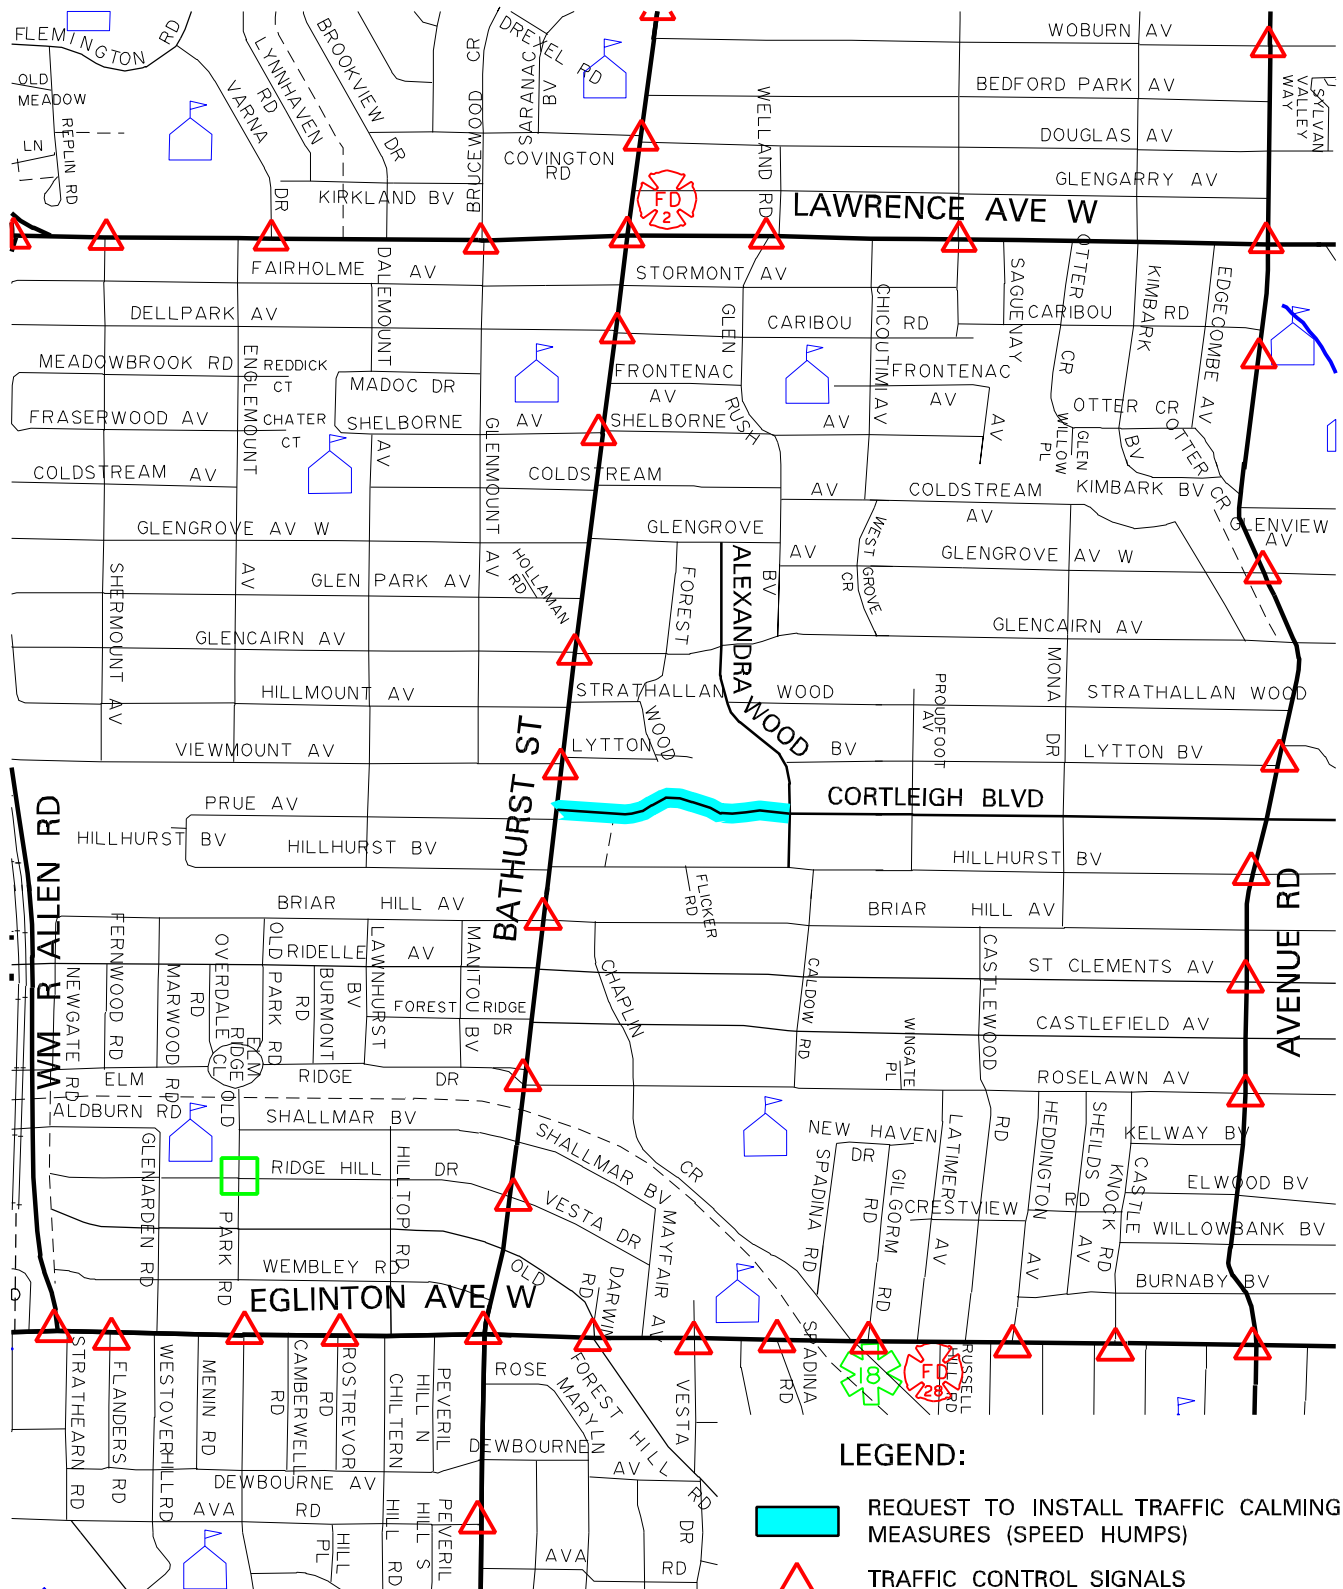 FLEMINGTON RD
OLD
MEADOW
LN
REPLIN RD
VARNA DR
LYNNHAVEN RD
BROOKVIEW DR
BRUCEWOOD CR
DREXEL RD
SARANAC BV
COVINGTON
RD
KIRKLAND BV
FD
2
WELLAND RD
WOBURN AV
BEDFORD PARK AV
DOUGLAS AV
GLENGARRY AV
SYLVAN
VALLEY
WAY
LAWRENCE AVE W
FAIRHOLME AV
DALEMOUNT AV
STORMONT AV
DELLPARK AV
GLEN RUSH BV
CARIBOU RD
CHICOUTIMI AV
SAGUENAY AV
OTTER CR
CARIBOU RD
KIMBARK BV
EDGECOMBE AV
MEADOWBROOK RD
ENGLEMOUNT AV
REDDICK
CT
MADOC DR
FRONTENAC
AV
FRONTENAC
AV
FRASERWOOD AV
CHATER
CT
SHELBORNE AV
SHELBORNE AV
OTTER CR
OTTER CR
GLEN
WILLOW
PL
COLDSTREAM AV
GLENMOUNT AV
COLDSTREAM AV
COLDSTREAM
AV
KIMBARK BV
GLENGROVE AV W
GLENGROVE AV
WEST GROVE
CR
GLENGROVE AV W
GLENVIEW
AV
SHERMOUNT AV
GLEN PARK AV
HOLLAMAN
RD
FOREST WOOD
ALEXANDRA WOOD
GLENCAIRN AV
GLENCAIRN AV
HILLMOUNT AV
STRATHALLAN WOOD
PROUDFOOT
AV
MONA DR
STRATHALLAN WOOD
VIEWMOUNT AV
BATHURST ST
LYTTON BV
LYTTON BV
PRUE AV
CORTLEIGH BLVD
WM R ALLEN RD
HILLHURST BV
HILLHURST BV
HILLHURST BV
FLICKER
RD
BRIAR HILL AV
BRIAR HILL AV
AVENUE RD
FERNWOOD RD
NEWGATE RD
MARWOOD RD
OVERDALE
RD
OLD PARK RD
RIDELLE AV
BURMONT
RD
LAWNHURST
BV
MANITOU BV
FOREST RIDGE
DR
CHAPLIN CR
CALDOW RD
CASTLEWOOD RD
ST CLEMENTS AV
CASTLEFIELD AV
WINGATE
PL
ELM
RIDGE
CL
ELM RIDGE DR
ROSELAWN AV
ALDBURN RD
OLD PARK RD
SHALLMAR BV
SHALLMAR BV
NEW HAVEN
DR
LATIMER AV
HEDDINGTON AV
SHEILDS AV
KELWAY BV
GLENARDEN RD
RIDGE HILL DR
HILLTOP RD
VESTA DR
MAYFAIR AV
SPADINA RD
GILGORM RD
CRESTVIEW RD
CASTLE
KNOCK RD
ELWOOD BV
WILLOWBANK BV
WEMBLEY RD
OLD FOREST HILL RD
DARWIN
RD
BURNABY BV
EGLINTON AVE W
STRATHEARN RD
FLANDERS RD
WESTOVERHILL RD
MENIN RD
CAMBERWELL
RD
ROSTREVOR
RD
CHILTERN HILL RD
PEVERIL
HILL N
ROSE
MARY LN
VESTA DR
SPADINA
RD
18
FD
28
RUSSELL
HILL RD
DEWBOURNE AV
DEWBOURNE AV
AVA RD
HILL
PL
PEVERIL
HILL S
AVA RD
LEGEND:
REQUEST TO INSTALL TRAFFIC CALMING
MEASURES (SPEED HUMPS)
TRAFFIC CONTROL SIGNALS